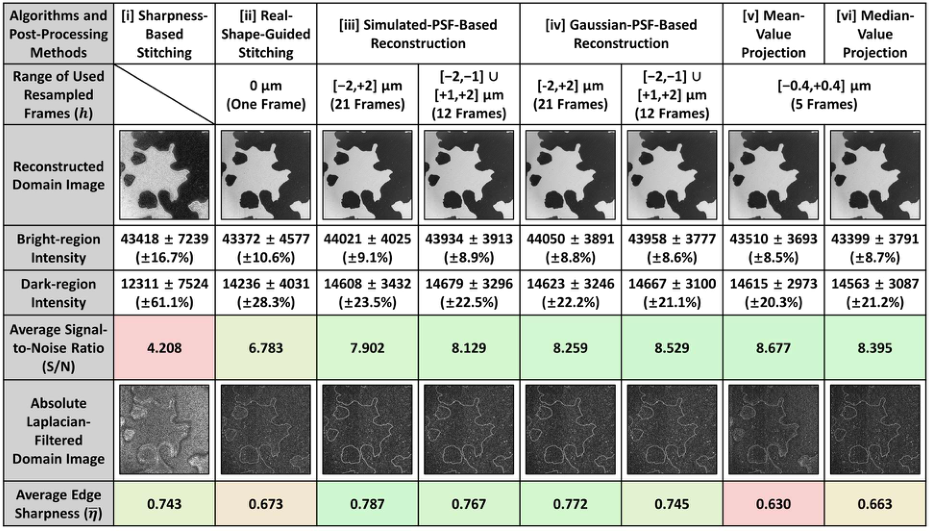 Algorithms and Post-Processing Methods
[i] Sharpness-Based Stitching
[ii] Real-Shape-Guided Stitching
[iii] Simulated-PSF-Based Reconstruction
[iv] Gaussian-PSF-Based Reconstruction
[v] Mean-Value Projection
[vi] Median-Value Projection
Range of Used Resampled Frames (h)
0 µm (One Frame)
[−2,+2] µm (21 Frames)
[−2,−1] ∪ [+1,+2] µm (12 Frames)
[-2,+2] µm (21 Frames)
[−2,−1] ∪ [+1,+2] µm (12 Frames)
[−0.4,+0.4] µm (5 Frames)
Reconstructed Domain Image
Bright-region Intensity
43418 ± 7239 (±16.7%)
43372 ± 4577 (±10.6%)
44021 ± 4025 (±9.1%)
43934 ± 3913 (±8.9%)
44050 ± 3891 (±8.8%)
43958 ± 3777 (±8.6%)
43510 ± 3693 (±8.5%)
43399 ± 3791 (±8.7%)
Dark-region Intensity
12311 ± 7524 (±61.1%)
14236 ± 4031 (±28.3%)
14608 ± 3432 (±23.5%)
14679 ± 3296 (±22.5%)
14623 ± 3246 (±22.2%)
14667 ± 3100 (±21.1%)
14615 ± 2973 (±20.3%)
14563 ± 3087 (±21.2%)
Average Signal-to-Noise Ratio (S/N)
4.208
6.783
7.902
8.129
8.259
8.529
8.677
8.395
Absolute Laplacian-Filtered Domain Image
Average Edge Sharpness (η̅)
0.743
0.673
0.787
0.767
0.772
0.745
0.630
0.663